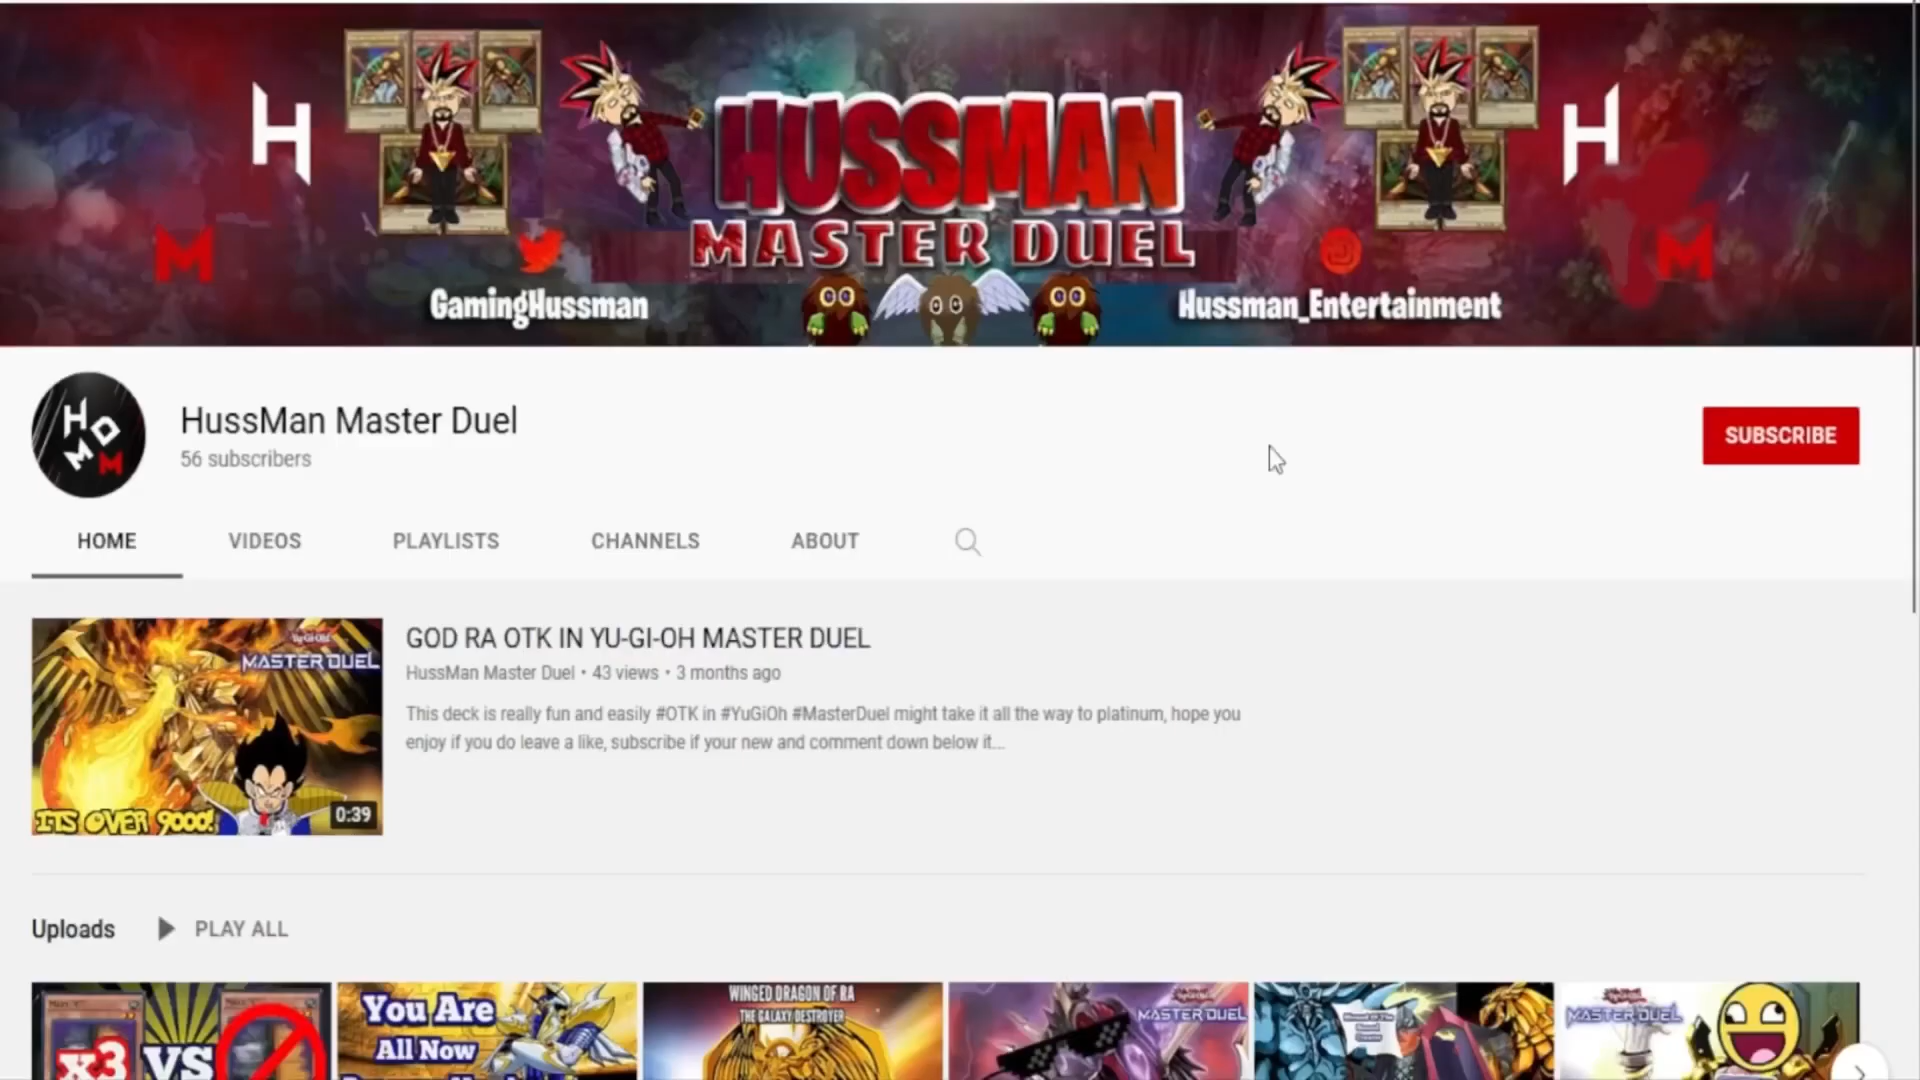 H
H
HUSSMAN
MASTER DUEL
M
M
GamingHussman
Hussman_Entertainment
H D
M M
HussMan Master Duel
56 subscribers
SUBSCRIBE
HOME
VIDEOS
PLAYLISTS
CHANNELS
ABOUT
Yu-Gi-Oh!
MASTER DUEL
ITS OVER 9000!
0:39
GOD RA OTK IN YU-GI-OH MASTER DUEL
HussMan Master Duel • 43 views • 3 months ago
This deck is really fun and easily #OTK in #YuGiOh #MasterDuel might take it all the way to platinum, hope you
enjoy if you do leave a like, subscribe if your new and comment down below it...
Uploads
PLAY ALL
x3 VS
You Are
All Now
WINGED DRAGON OF RA
THE GALAXY DESTROYER
MASTER DUEL
MASTER DUEL